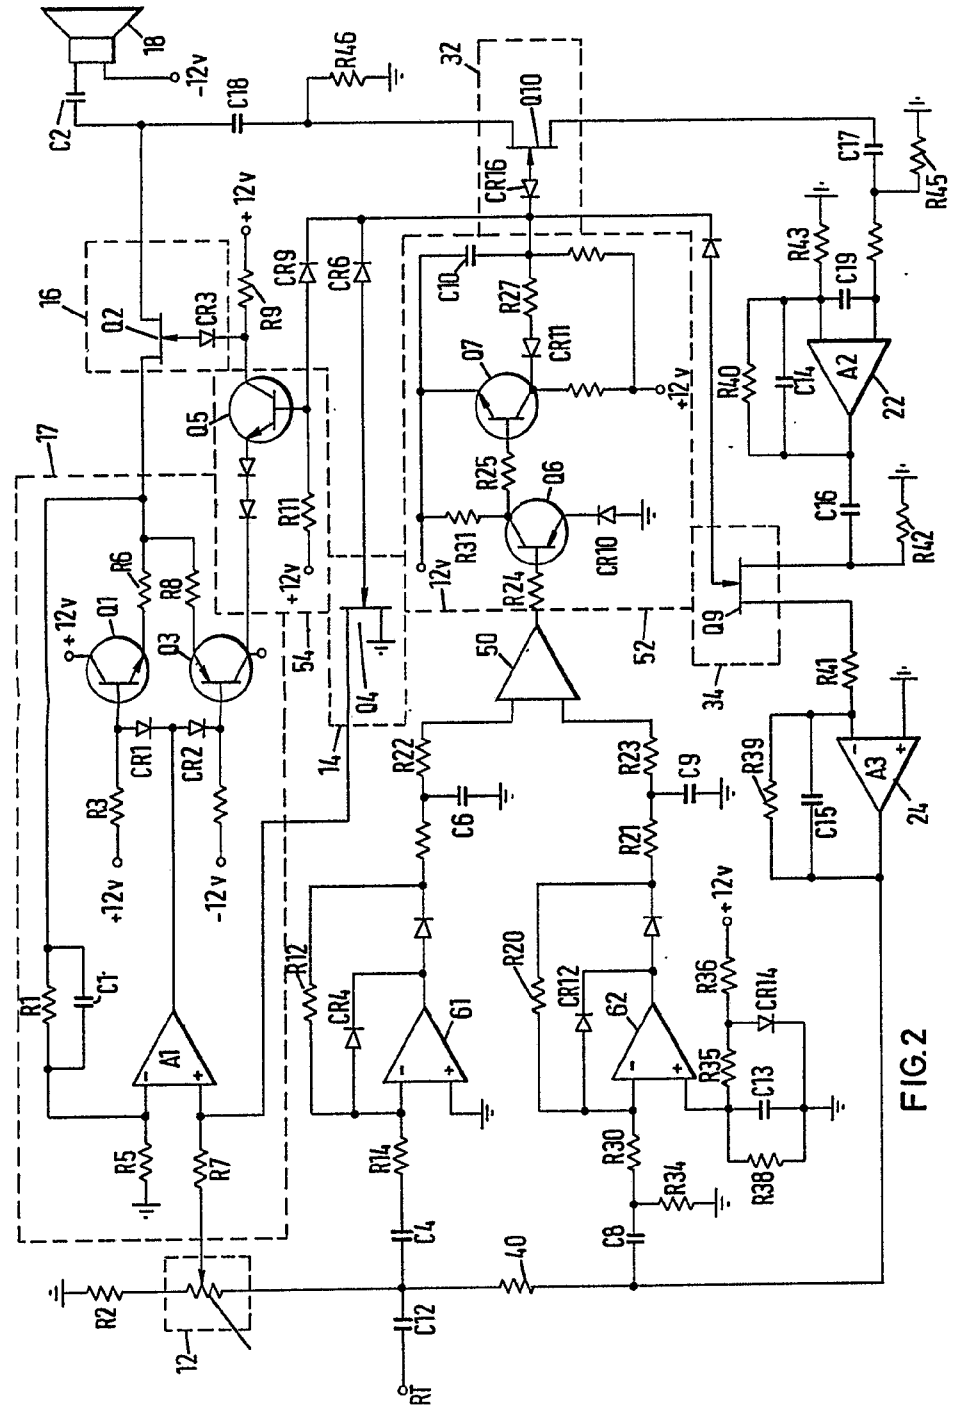 18
C2
-12v
C18
R46
32
Q10
CR16
C17
R45
+12v
16
Q2
CR3
R9
CR9
CR6
C10
R27
CR11
Q7
+12v
R43
C19
R40
C14
A2
22
17
Q5
R11
+12v
R25
Q6
R31
CR10
12v
R24
C16
R42
Q9
+12v
Q1
R6
R8
Q3
54
Q4
14
50
52
34
R41
R3
CR1
CR2
+12v
-12v
R22
C6
R23
C9
R21
R39
C15
A3
-
+
24
R1
C1
A1
-
+
R5
R7
R12
CR4
61
-
+
R14
R20
CR12
62
-
+
R30
R36
+12v
CR14
R35
C13
R38
R34
C8
C4
40
R2
12
C12
RT
FIG.2